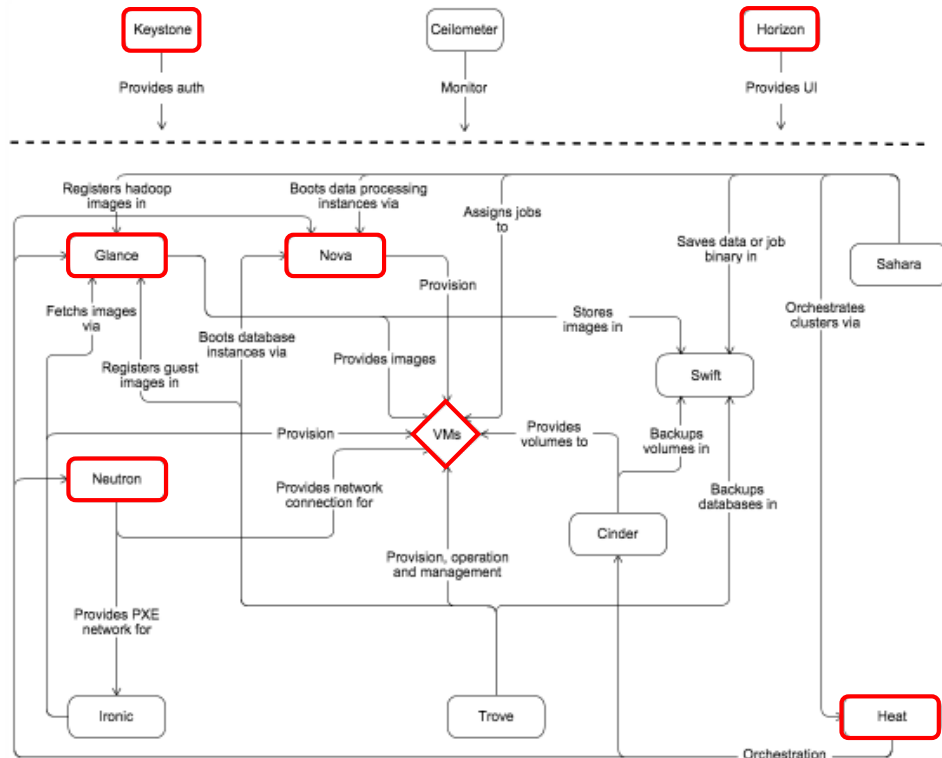 Keystone
Ceilometer
Horizon
Provides auth
Monitor
Provides UI
Registers hadoop
images in
Boots data processing
instances via
Assigns jobs
to
Saves data or job
binary in
Glance
Nova
Sahara
Provision
Fetchs images
via
Stores
images in
Orchestrates
clusters via
Boots database
instances via
Provides images
Registers guest
images in
Swift
Provision
VMs
Provides
volumes to
Backups
volumes in
Neutron
Provides network
connection for
Backups
databases in
Cinder
Provision, operation
and management
Provides PXE
network for
Ironic
Trove
Heat
Orchestration